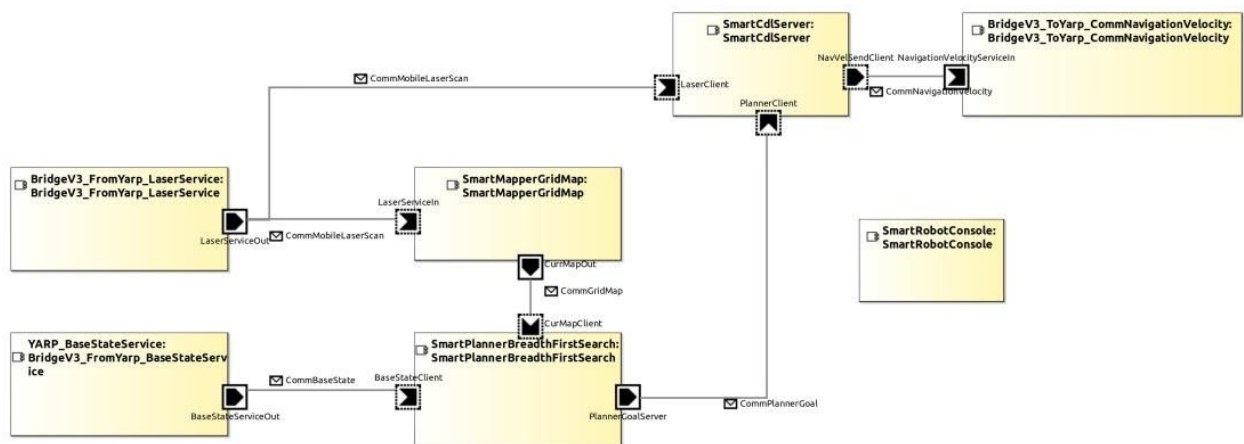 SmartCdlServer:
SmartCdlServer
BridgeV3_ToYarp_CommNavigationVelocity:
BridgeV3_ToYarp_CommNavigationVelocity
NavVelSendClient
NavigationVelocityServiceIn
CommMobileLaserScan
LaserClient
CommNavigationVelocity
PlannerClient
BridgeV3_FromYarp_LaserService:
BridgeV3_FromYarp_LaserService
SmartMapperGridMap:
SmartMapperGridMap
LaserServiceIn
LaserServiceOut
CommMobileLaserScan
SmartRobotConsole:
SmartRobotConsole
CurrMapOut
CommGridMap
CurMapClient
YARP_BaseStateService:
BridgeV3_FromYarp_BaseStateServ
ice
SmartPlannerBreadthFirstSearch:
SmartPlannerBreadthFirstSearch
CommBaseState
BaseStateClient
BaseStateServiceOut
PlannerGoalServer
CommPlannerGoal